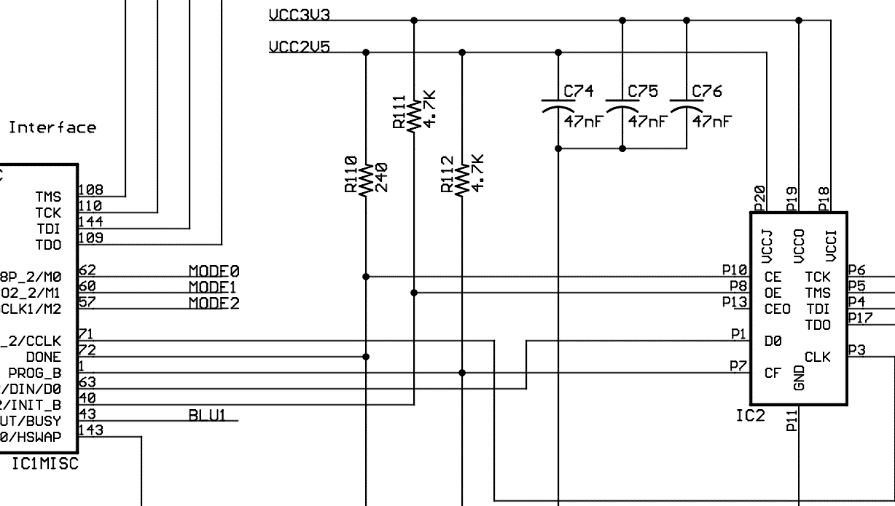 VCC3V3
VCC2V5
Interface
C
TMS 108
TCK 110
TDI 144
TDO 109
8P_2/M0 62 MODE0
O2_2/M1 60 MODE1
CCLK1/M2 57 MODE2
_2/CCLK 71
DONE 72
PROG_B 1
/DIN/D0 63
2/INIT_B 40
UT/BUSY 43 BLU1
0/HSWAP 143
IC1MISC
R110
240
R111
4.7K
R112
4.7K
C74
47nF
C75
47nF
C76
47nF
P20
P19
P18
VCCJ
VCCO
VCCI
P10 CE TCK P6
P8 OE TMS P5
P13 CEO TDI P4
TDO P17
P1 D0
CLK P3
P7 CF
GND
IC2
P11